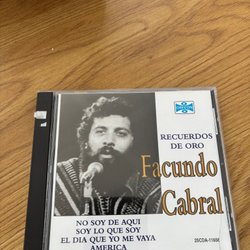 RECUERDOS
DE ORO
Facundo
Cabral
NO SOY DE AQUI
SOY LO QUE SOY
EL DIA QUE YO ME VAYA
AMERICA